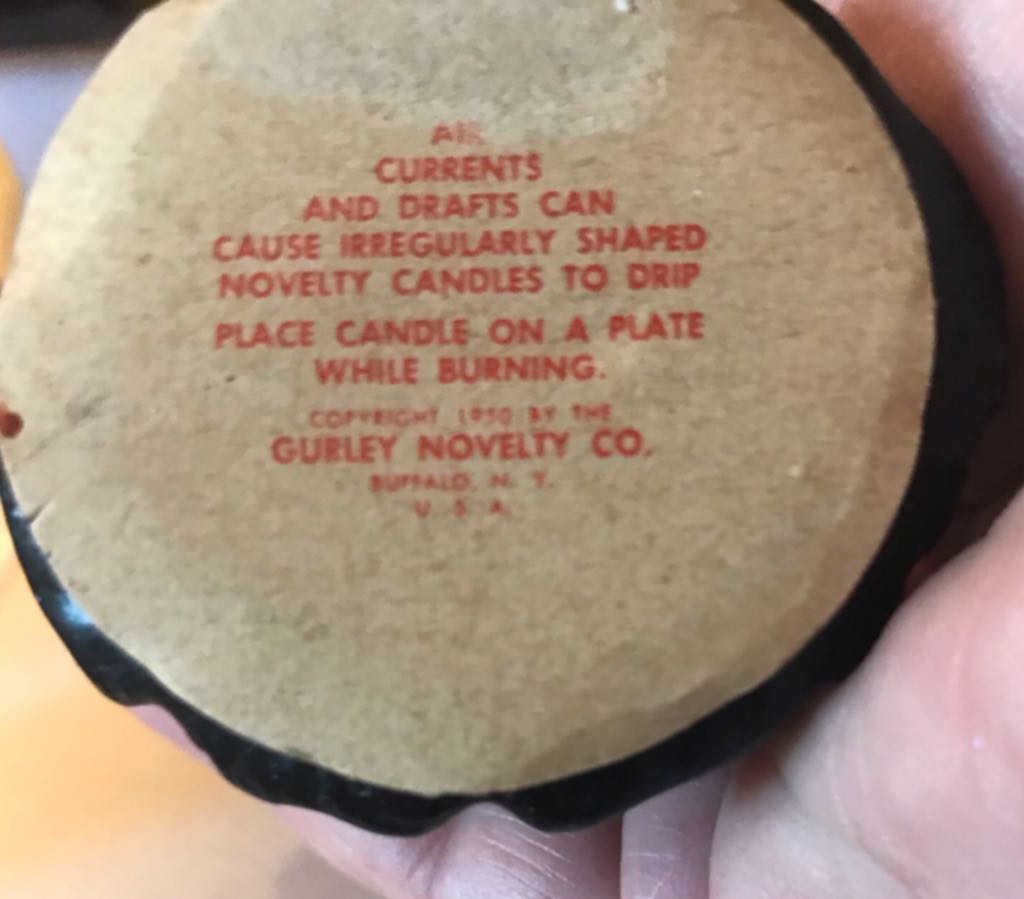 AIR
CURRENTS
AND DRAFTS CAN
CAUSE IRREGULARLY SHAPED
NOVELTY CANDLES TO DRIP
PLACE CANDLE ON A PLATE
WHILE BURNING.
COPYRIGHT 1950 BY THE
GURLEY NOVELTY CO.
BUFFALO, N. Y.
U S A